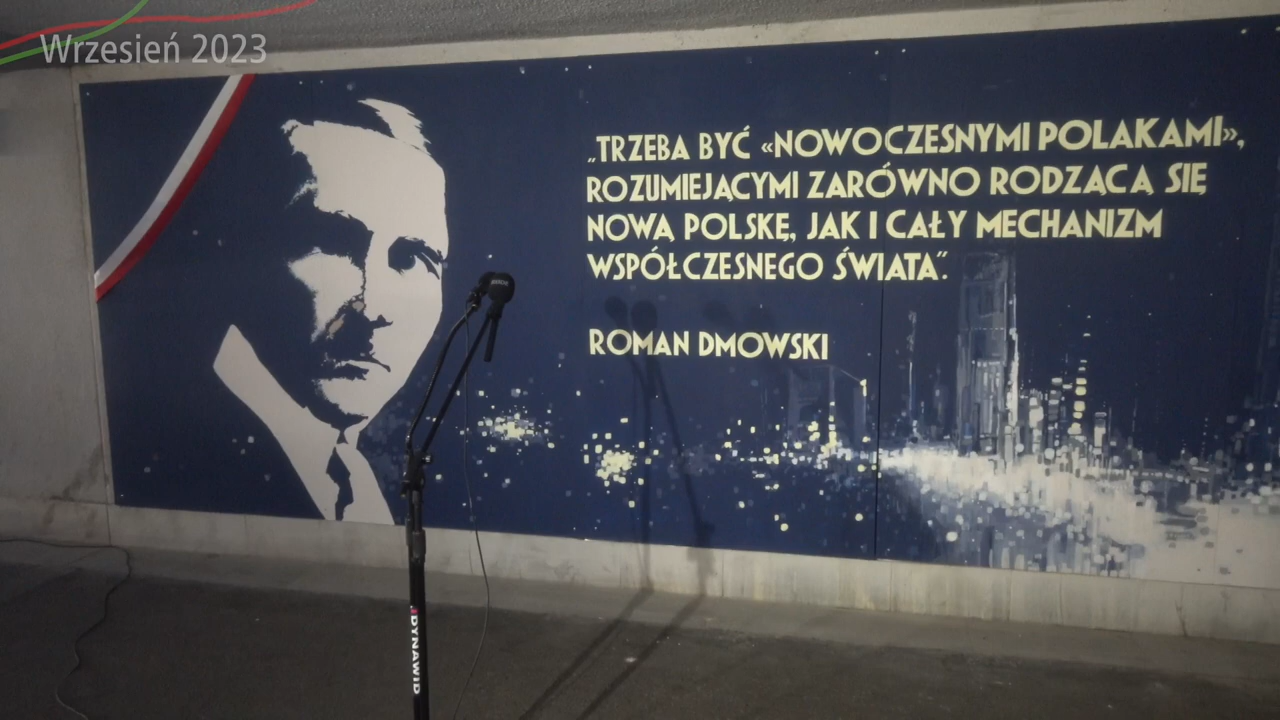 Wrzesień 2023
„TRZEBA BYĆ «NOWOCZESNYMI POLAKAMI»,
ROZUMIEJĄCYMI ZARÓWNO RODZĄCĄ SIĘ
NOWĄ POLSKĘ, JAK I CAŁY MECHANIZM
WSPÓŁCZESNEGO ŚWIATA”.
ROMAN DMOWSKI
DYNAWID